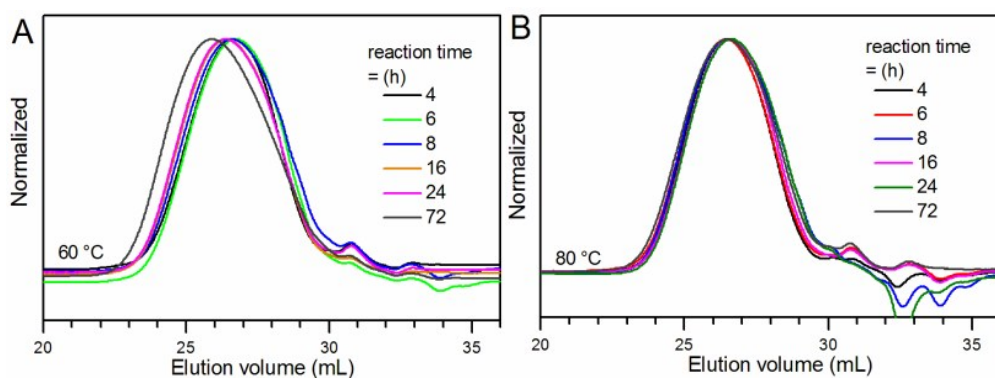 A
Normalized
60 °C
reaction time
= (h)
4
6
8
16
24
72
20 25 30 35
Elution volume (mL)
B
Normalized
80 °C
reaction time
= (h)
4
6
8
16
24
72
20 25 30 35
Elution volume (mL)